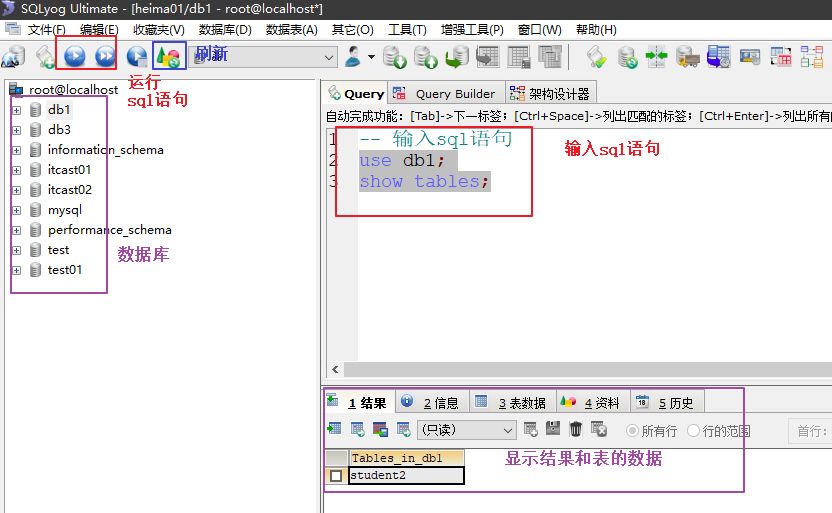 SQLyog Ultimate - [heima01/db1 - root@localhost*]
文件(F) 编辑(E) 收藏夹(V) 数据库(D) 数据表(A) 其它(O) 工具(T) 增强工具(P) 窗口(W) 帮助(H)
刷新
运行
sql语句
root@localhost
db1
db3
information_schema
itcast01
itcast02
mysql
performance_schema
test
test01
数据库
Query Query Builder 架构设计器
自动完成功能: [Tab]->下一标签; [Ctrl+Space]->列出匹配的标签; [Ctrl+Enter]->列出所有
1 -- 输入sql语句
2 use db1;
3 show tables;
输入sql语句
1 结果 2 信息 3 表数据 4 资料 5 历史
(只读) 所有行 行的范围 首行:
Tables_in_db1
student2
显示结果和表的数据